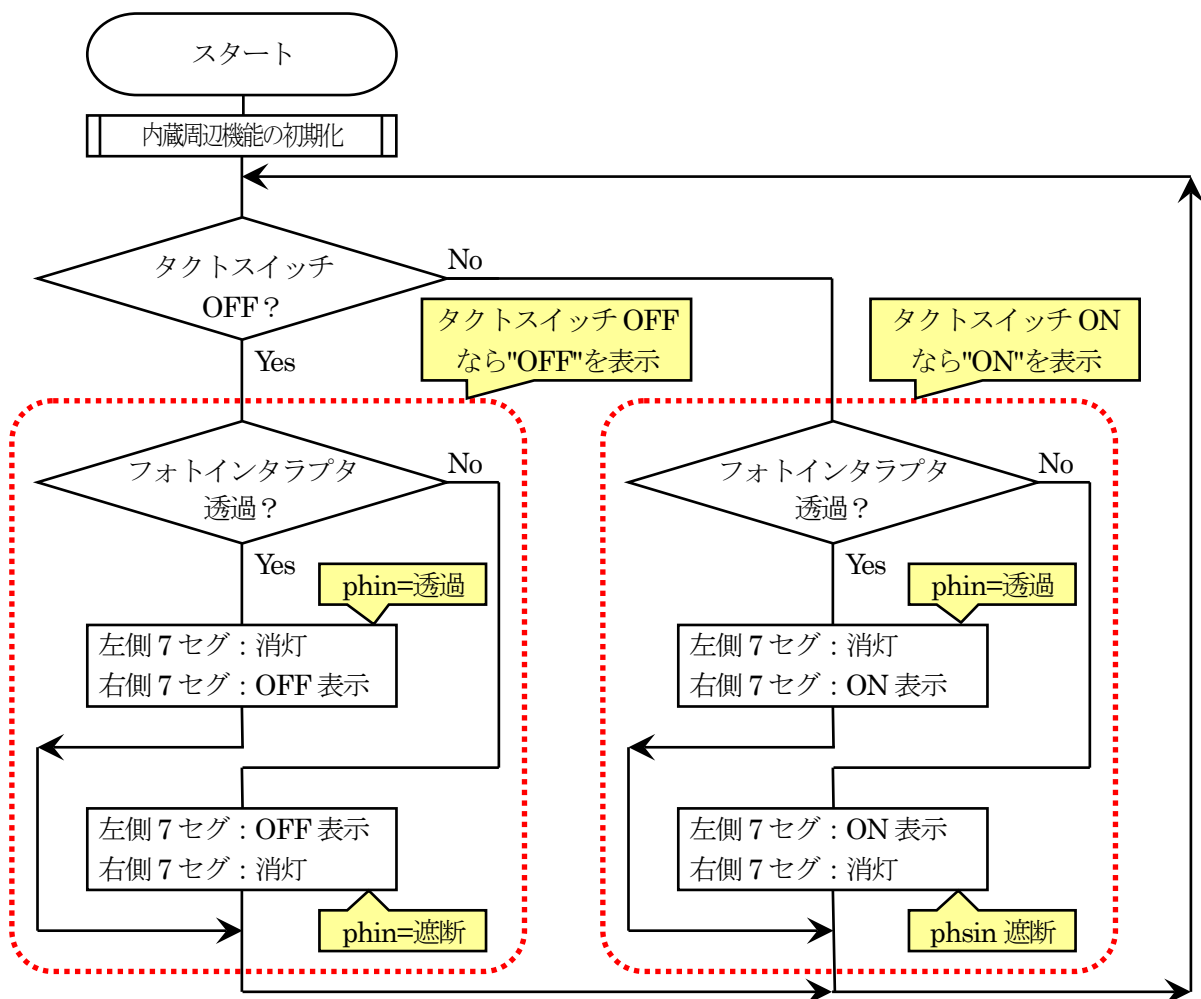 スタート
内蔵周辺機能の初期化
タクトスイッチ
OFF？
No
Yes
タクトスイッチ OFF
なら"OFF"を表示
タクトスイッチ ON
なら"ON"を表示
フォトインタラプタ
透過？
No
Yes
phin=透過
左側 7 セグ：消灯
右側 7 セグ：OFF 表示
左側 7 セグ：OFF 表示
右側 7 セグ：消灯
phin=遮断
フォトインタラプタ
透過？
No
Yes
phin=透過
左側 7 セグ：消灯
右側 7 セグ：ON 表示
左側 7 セグ：ON 表示
右側 7 セグ：消灯
phsin 遮断